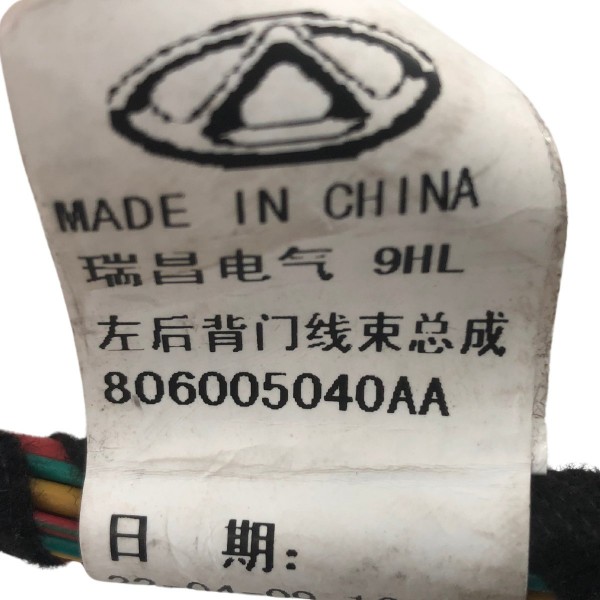 MADE IN CHINA
瑞昌电气 9HL
左后背门线束总成
806005040AA
日 期: